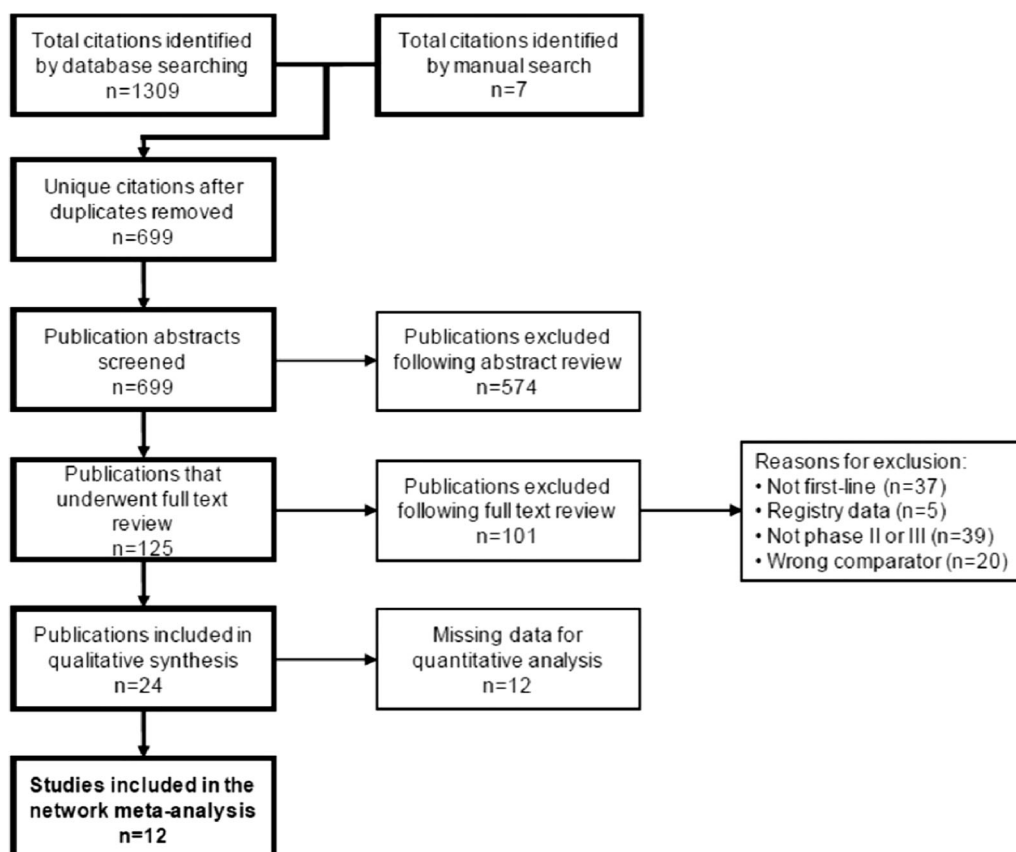 Total citations identified
by database searching
n=1309
Total citations identified
by manual search
n=7
Unique citations after
duplicates removed
n=699
Publication abstracts
screened
n=699
Publications excluded
following abstract review
n=574
Publications that
underwent full text
review
n=125
Publications excluded
following full text review
n=101
Reasons for exclusion:
• Not first-line (n=37)
• Registry data (n=5)
• Not phase II or III (n=39)
• Wrong comparator (n=20)
Publications included in
qualitative synthesis
n=24
Missing data for
quantitative analysis
n=12
Studies included in the
network meta-analysis
n=12